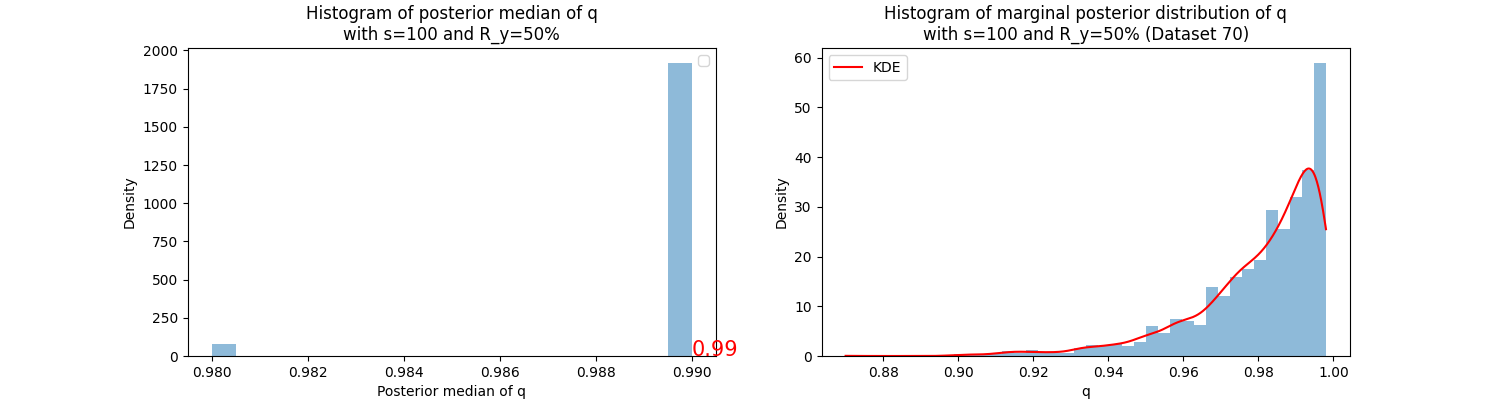 Histogram of posterior median of q
with s=100 and R_y=50%
2000
1750
1500
1250
1000
750
500
250
0
Density
0.99
0.980 0.982 0.984 0.986 0.988 0.990
Posterior median of q
Histogram of marginal posterior distribution of q
with s=100 and R_y=50% (Dataset 70)
KDE
60
50
40
30
20
10
0
Density
0.88 0.90 0.92 0.94 0.96 0.98 1.00
q